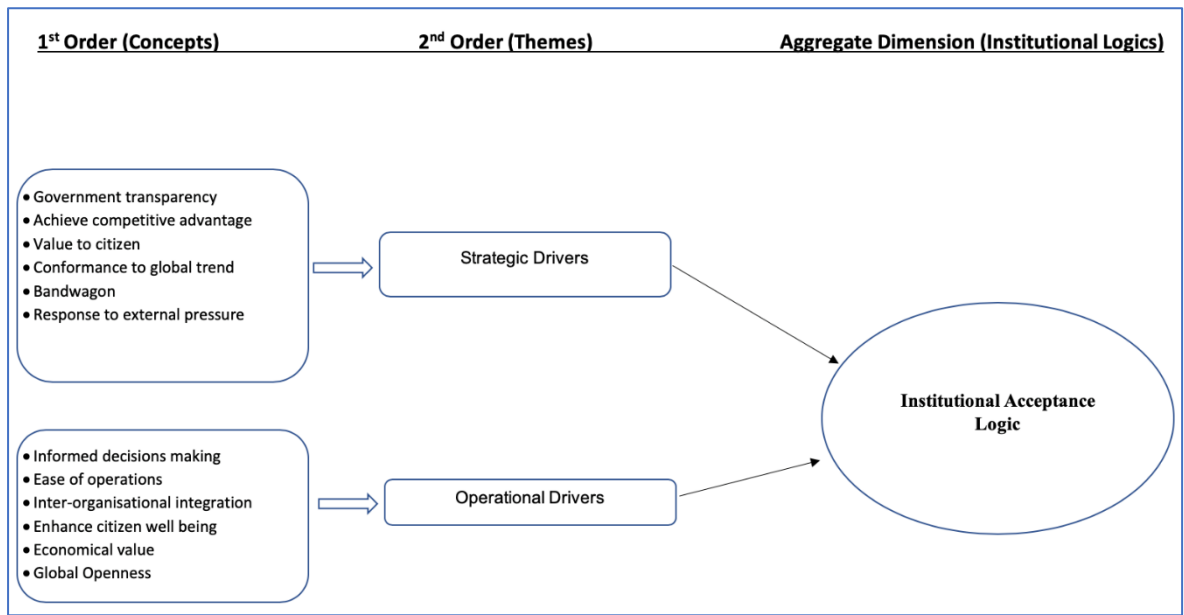 1st Order (Concepts)
2nd Order (Themes)
Aggregate Dimension (Institutional Logics)
• Government transparency
• Achieve competitive advantage
• Value to citizen
• Conformance to global trend
• Bandwagon
• Response to external pressure
Strategic Drivers
Institutional Acceptance
Logic
• Informed decisions making
• Ease of operations
• Inter-organisational integration
• Enhance citizen well being
• Economical value
• Global Openness
Operational Drivers